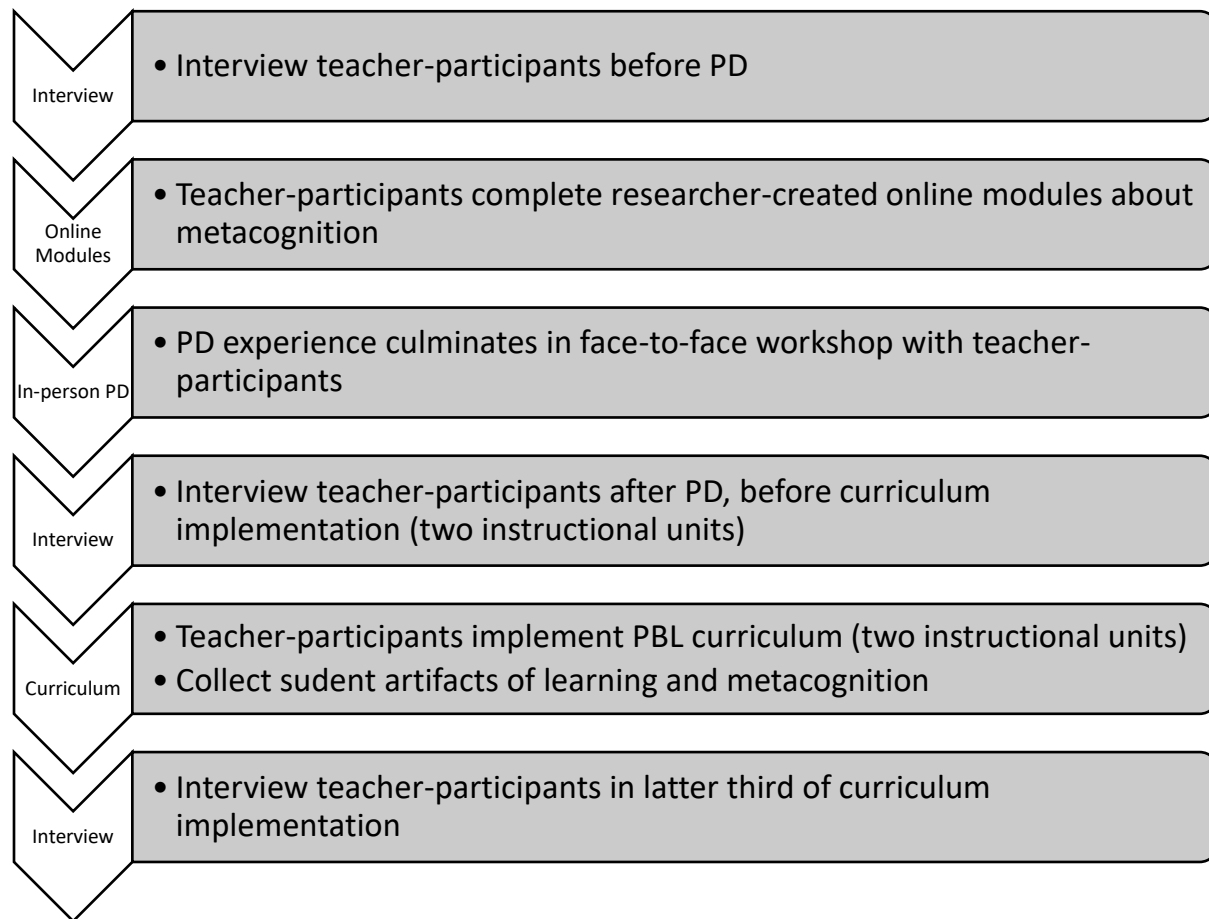 Interview
• Interview teacher-participants before PD
Online
Modules
• Teacher-participants complete researcher-created online modules about
metacognition
In-person PD
• PD experience culminates in face-to-face workshop with teacher-
participants
Interview
• Interview teacher-participants after PD, before curriculum
implementation (two instructional units)
Curriculum
• Teacher-participants implement PBL curriculum (two instructional units)
• Collect sudent artifacts of learning and metacognition
Interview
• Interview teacher-participants in latter third of curriculum
implementation